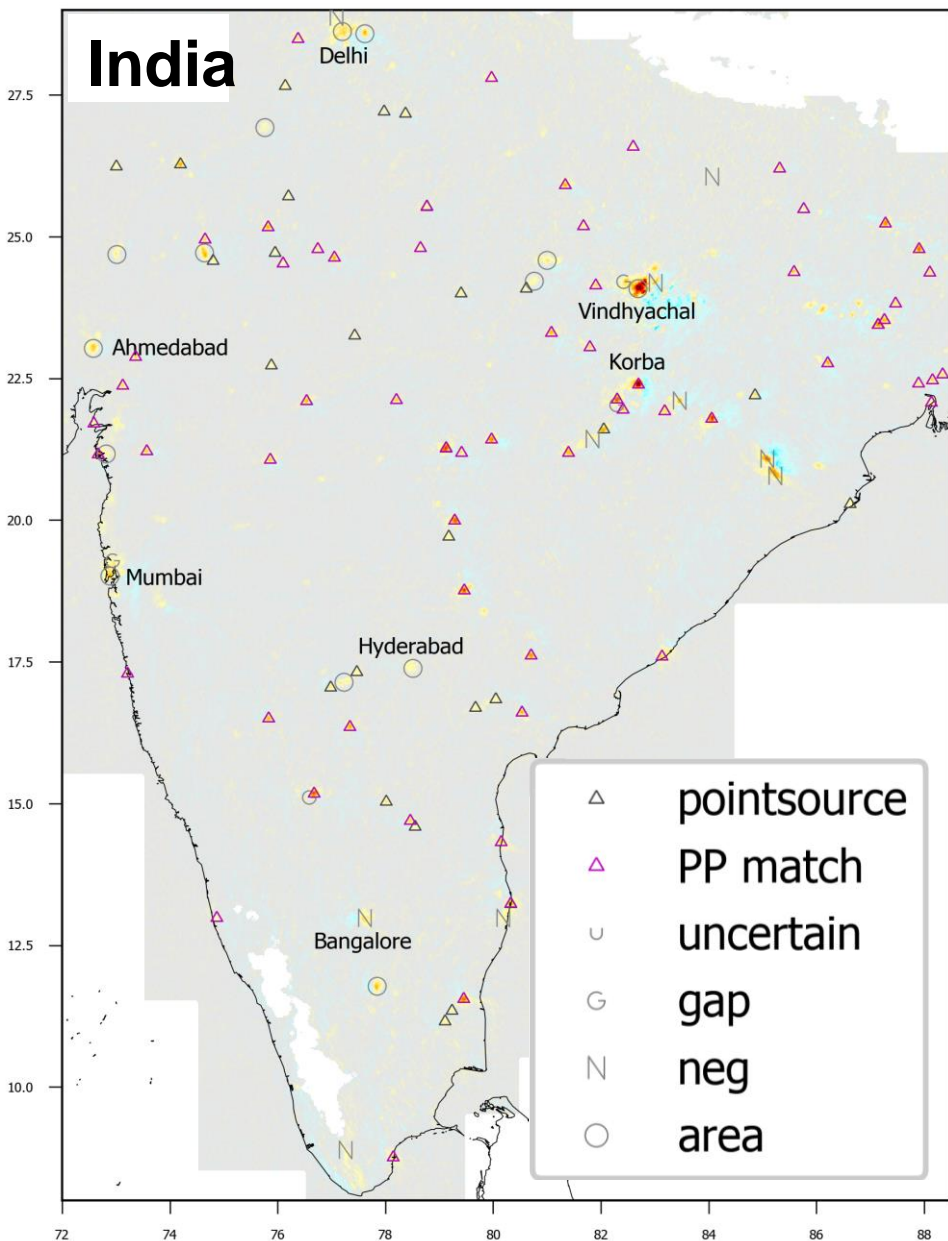 India
Delhi
27.5
N
N
25.0
N
Vindhyachal
Ahmedabad
Korba
22.5
N
N
N
N
20.0
G
Mumbai
Hyderabad
17.5
15.0
pointsource
PP match
N
N
12.5
Bangalore
U uncertain
G gap
N neg
10.0
area
N
72 74 76 78 80 82 84 86 88